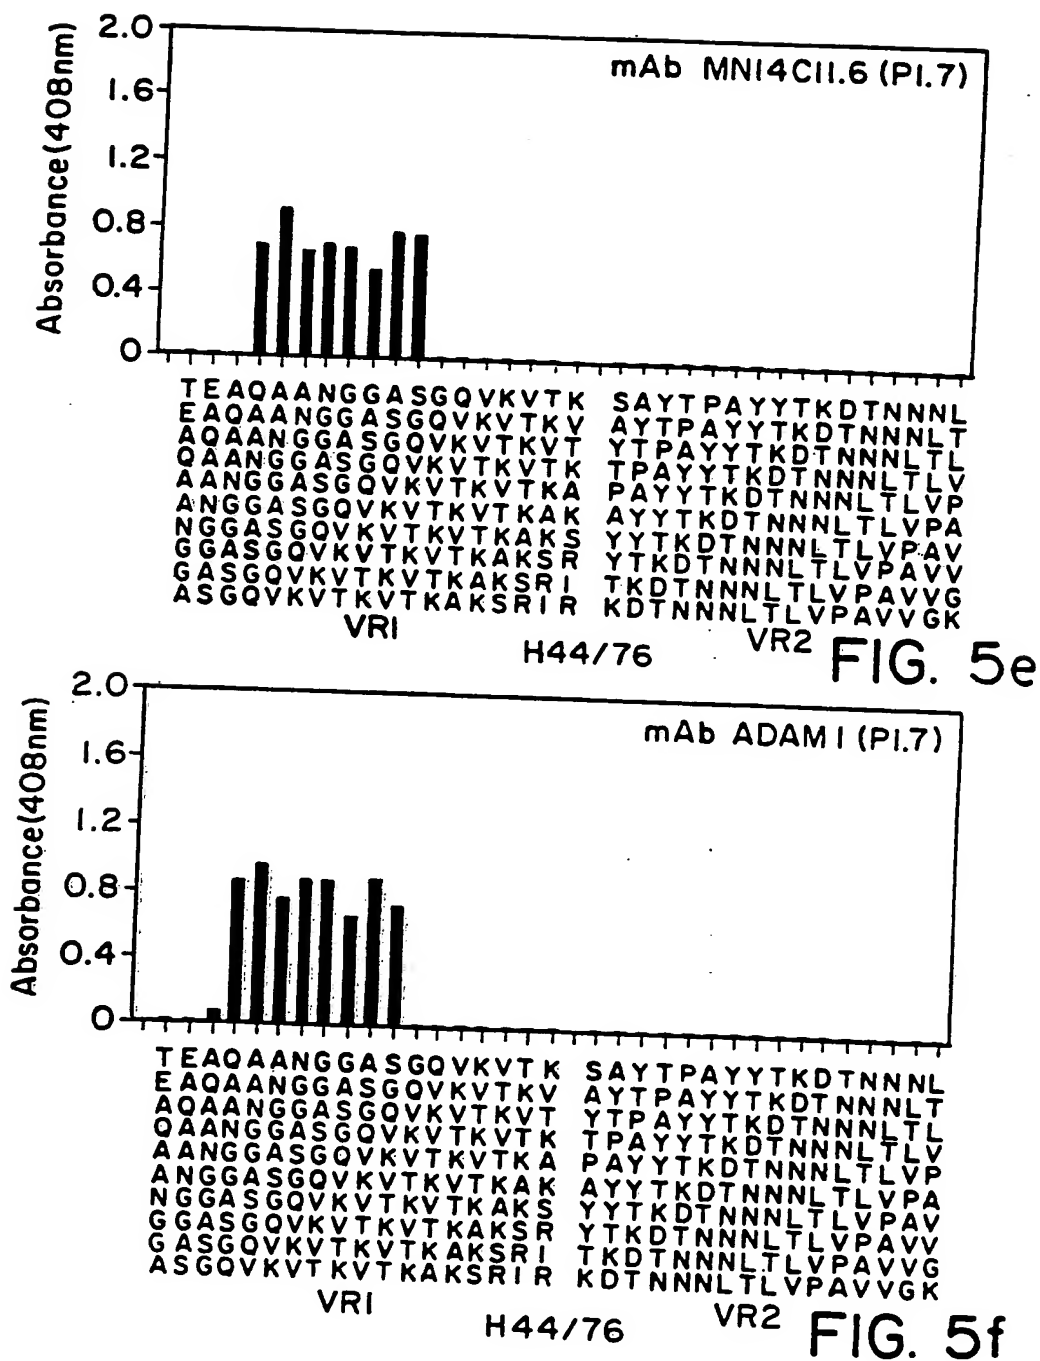 2.0
mAb MN14C11.6 (P1.7)
1.6
1.2
0.8
0.4
0
Absorbance(408nm)
TEAQAANGGASGQVKVTK SAYTPAYYTKDTNNNL
EAQAANGGASGQVKVTKV AYTPAYYTKDTNNNLT
AQAANGGASGQVKVTKVT YTPAYYTKDTNNNLTL
QAANGGASGQVKVTKVTK TPAYYTKDTNNNLTLV
AANGGASGQVKVTKVTKA PAYYTKDTNNNLTLVP
ANGGASGQVKVTKVTKAK AYYTKDTNNNLTLVPA
NGGASGQVKVTKVTKAKS YYTKDTNNNLTLVPAV
GGASGQVKVTKVTKAKSR YTKDTNNNLTLVPAVV
GASGQVKVTKVTKAKSRI TKDTNNNLTLVPAVVG
ASGQVKVTKVTKAKSRIR KDTNNNLTLVPAVVGK
VR1 VR2
H44/76
FIG. 5e
2.0
mAb ADAM1 (P1.7)
1.6
1.2
0.8
0.4
0
Absorbance(408nm)
TEAQAANGGASGQVKVTK SAYTPAYYTKDTNNNL
EAQAANGGASGQVKVTKV AYTPAYYTKDTNNNLT
AQAANGGASGQVKVTKVT YTPAYYTKDTNNNLTL
QAANGGASGQVKVTKVTK TPAYYTKDTNNNLTLV
AANGGASGQVKVTKVTKA PAYYTKDTNNNLTLVP
ANGGASGQVKVTKVTKAK AYYTKDTNNNLTLVPA
NGGASGQVKVTKVTKAKS YYTKDTNNNLTLVPAV
GGASGQVKVTKVTKAKSR YTKDTNNNLTLVPAVV
GASGQVKVTKVTKAKSRI TKDTNNNLTLVPAVVG
ASGQVKVTKVTKAKSRIR KDTNNNLTLVPAVVGK
VR1 VR2
H44/76
FIG. 5f